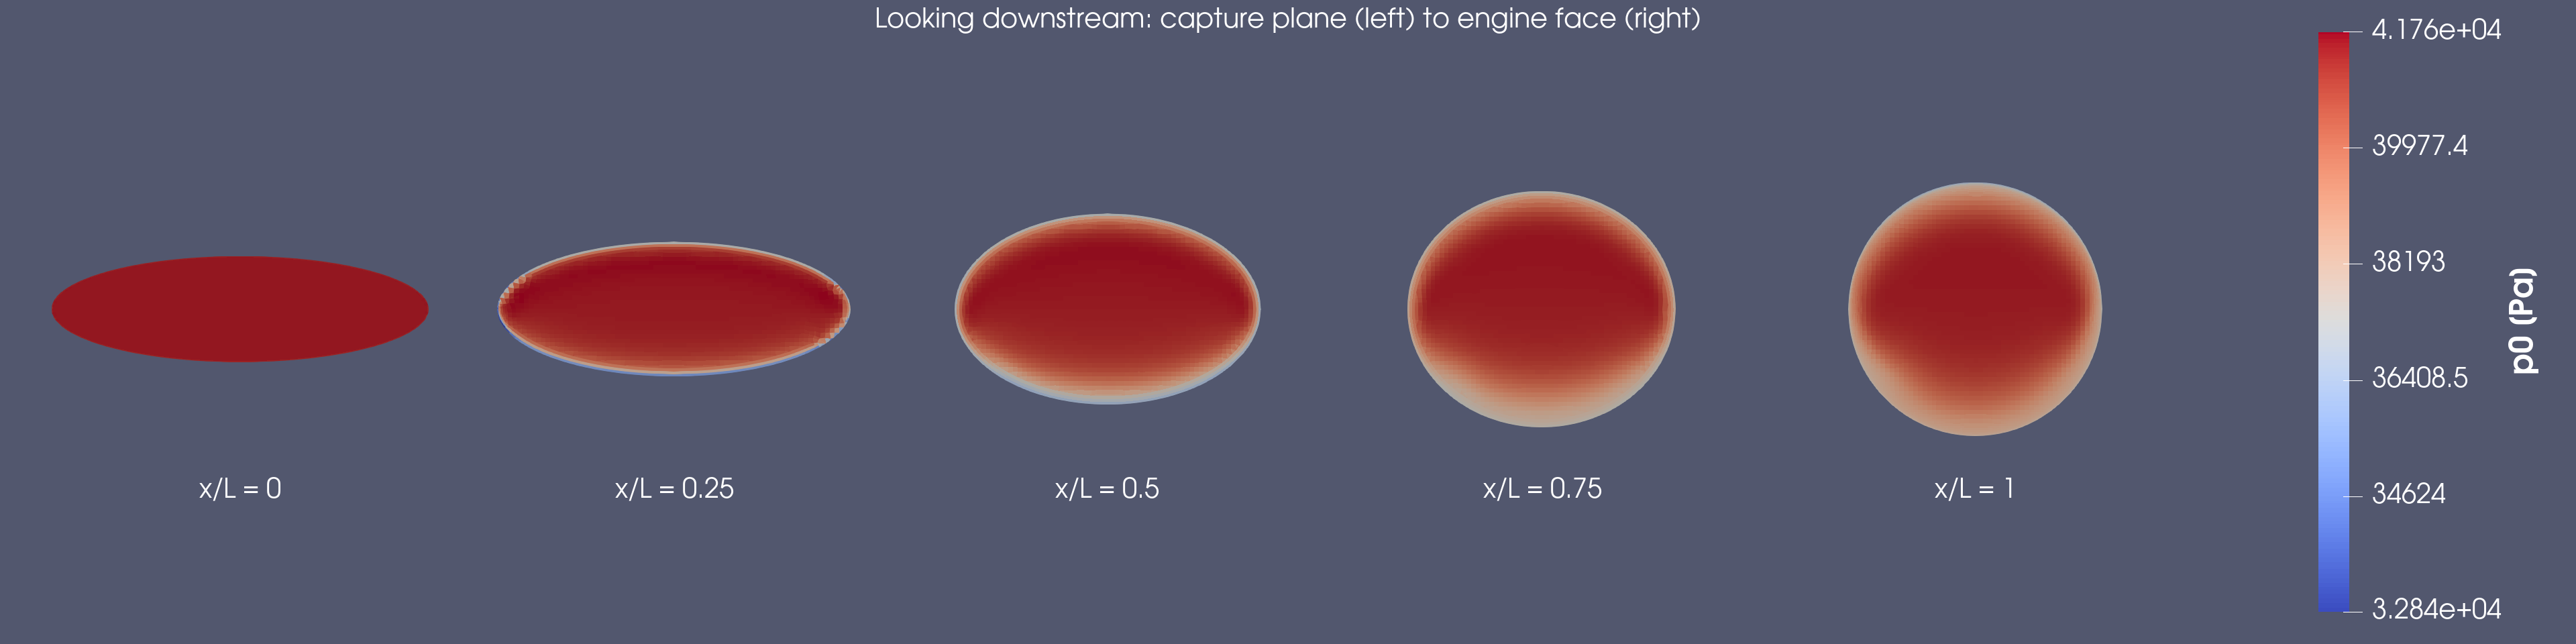 Looking downstream: capture plane (left) to engine face (right)
x/L = 0
x/L = 0.25
x/L = 0.5
x/L = 0.75
x/L = 1
4.176e+04
39977.4
38193
36408.5
34624
3.284e+04
p0 (Pa)